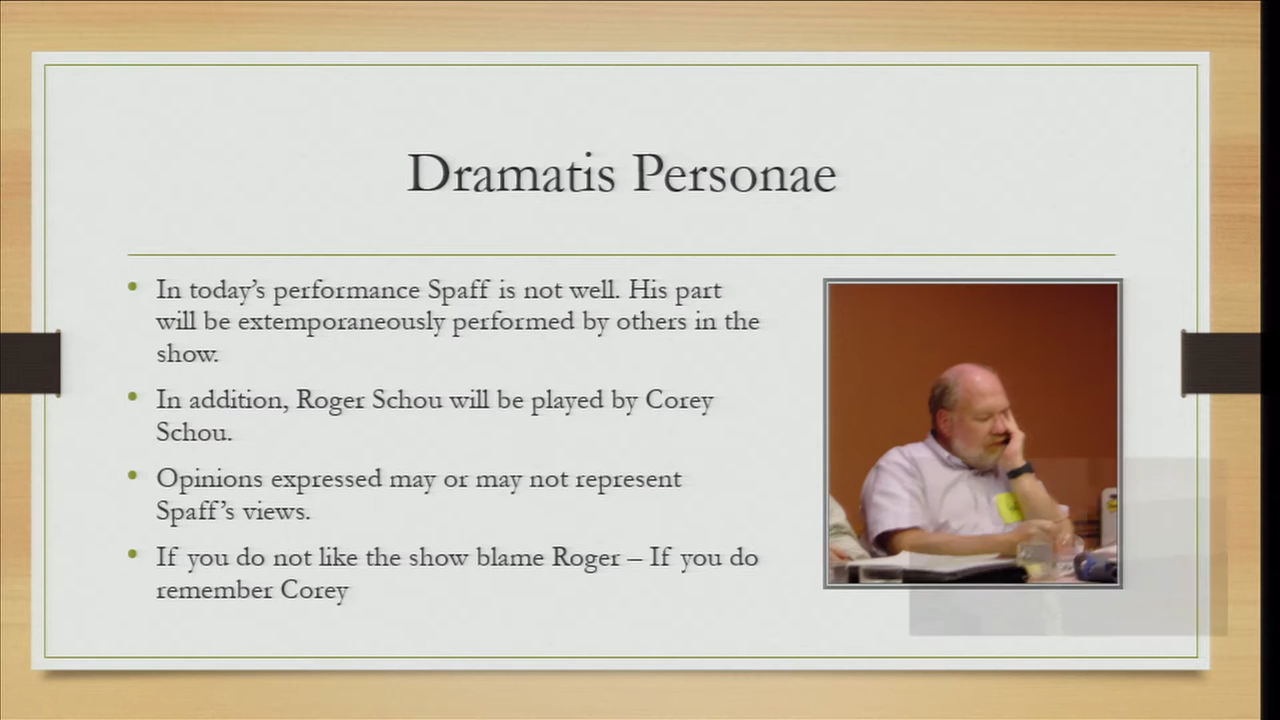 Dramatis Personae
• In today's performance Spaff is not well. His part
will be extemporaneously performed by others in the
show.
• In addition, Roger Schou will be played by Corey
Schou.
• Opinions expressed may or may not represent
Spaff's views.
• If you do not like the show blame Roger – If you do
remember Corey